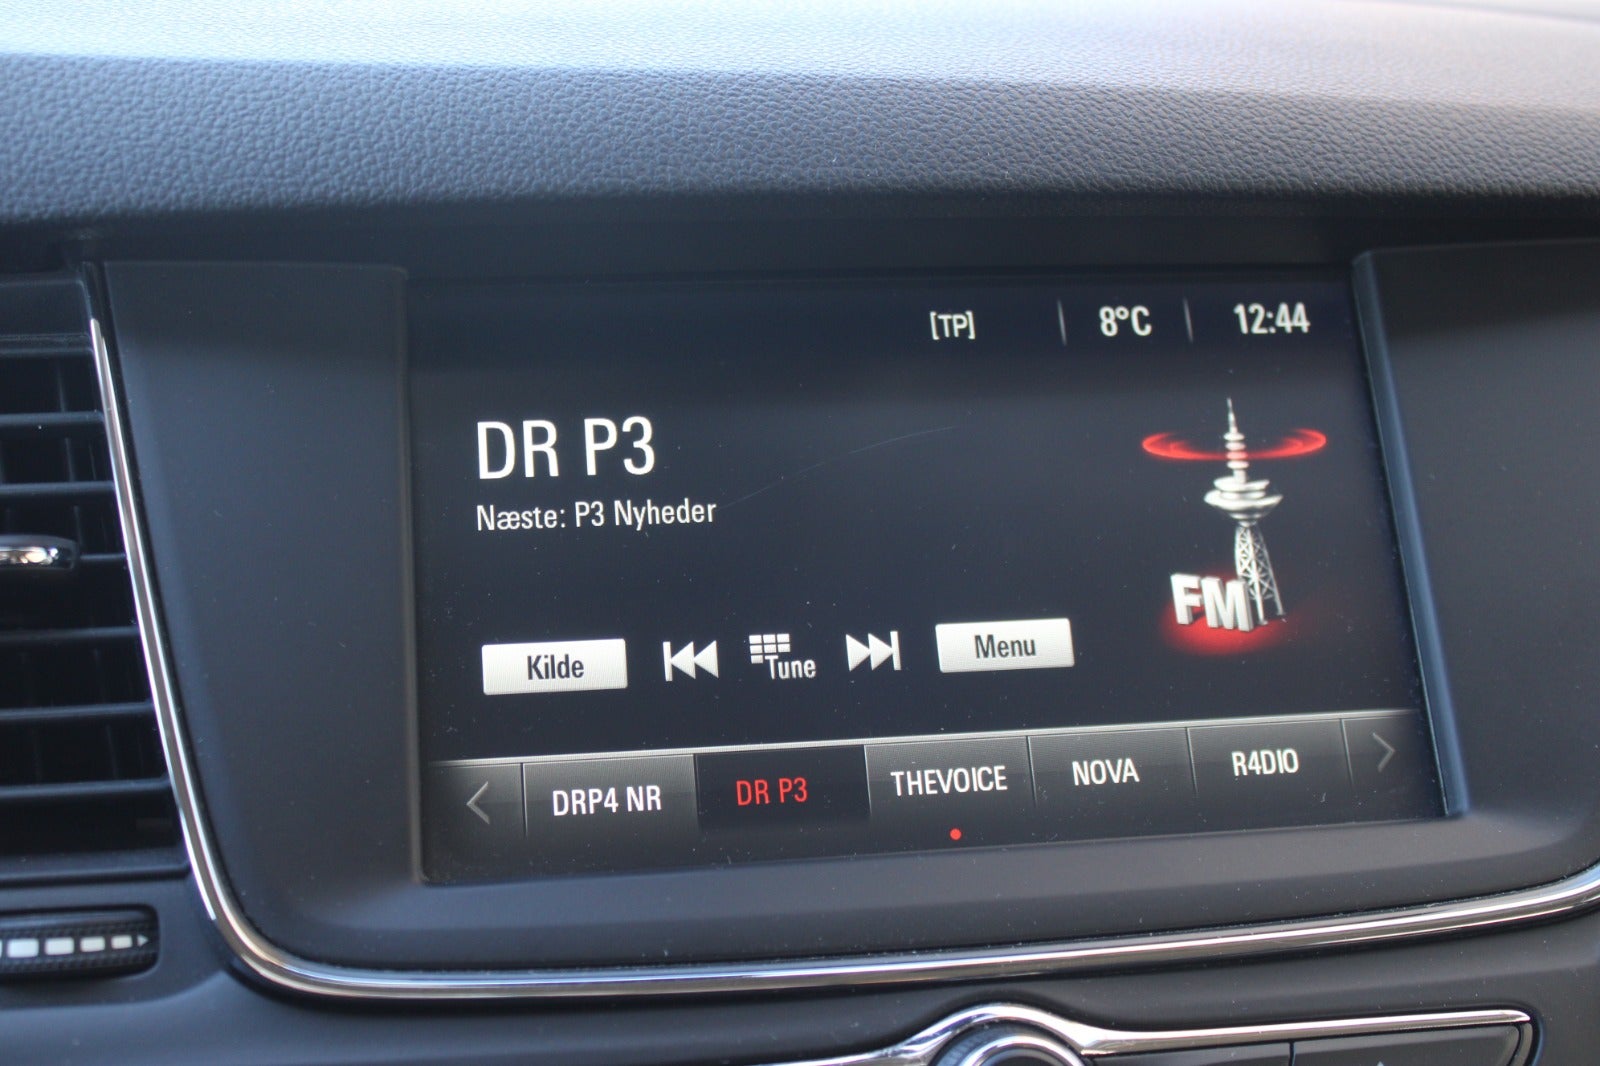 [TP] 8°C 12:44
DR P3
Næste: P3 Nyheder
FM
Kilde Tune Menu
DRP4 NR DR P3 THEVOICE NOVA R4DIO